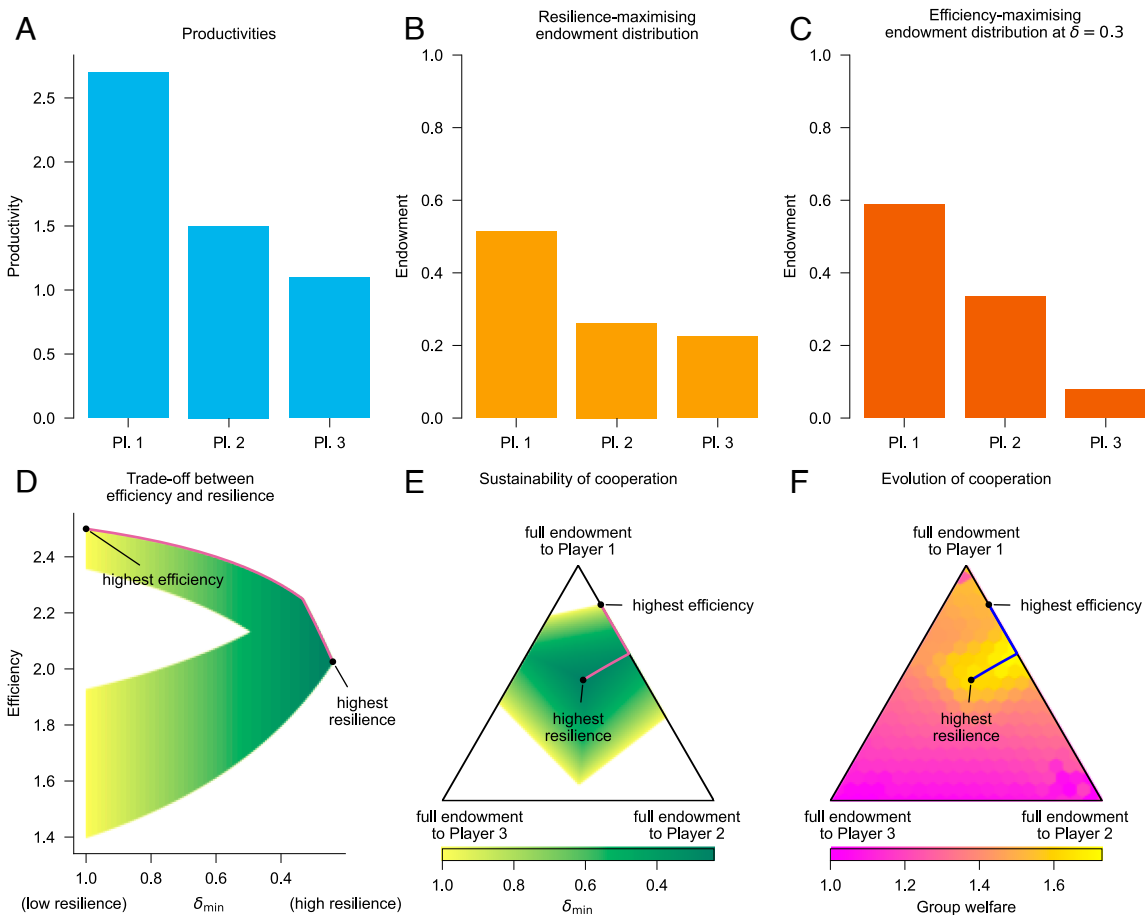 A
Productivities
Productivity
2.5
2.0
1.5
1.0
0.5
0.0
Pl. 1
Pl. 2
Pl. 3
B
Resilience-maximising
endowment distribution
Endowment
1.0
0.8
0.6
0.4
0.2
0.0
Pl. 1
Pl. 2
Pl. 3
C
Efficiency-maximising
endowment distribution at δ = 0.3
Endowment
1.0
0.8
0.6
0.4
0.2
0.0
Pl. 1
Pl. 2
Pl. 3
D
Trade-off between
efficiency and resilience
Efficiency
2.4
2.2
2.0
1.8
1.6
1.4
highest efficiency
highest
resilience
1.0
0.8
0.6
0.4
(low resilience)
δmin
(high resilience)
E
Sustainability of cooperation
full endowment
to Player 1
highest efficiency
highest
resilience
full endowment
to Player 3
full endowment
to Player 2
1.0
0.8
0.6
0.4
δmin
F
Evolution of cooperation
full endowment
to Player 1
highest efficiency
highest
resilience
full endowment
to Player 3
full endowment
to Player 2
1.0
1.2
1.4
1.6
Group welfare